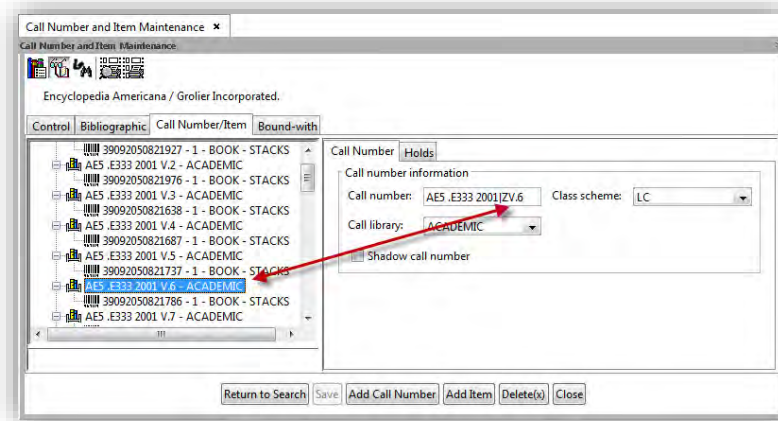 Call Number and Item Maintenance ×
Call Number and Item Maintenance
Encyclopedia Americana / Grolier Incorporated.
Control Bibliographic Call Number/Item Bound-with
39092050821927 - 1 - BOOK - STACKS
AE5 .E333 2001 V.2 - ACADEMIC
39092050821976 - 1 - BOOK - STACKS
AE5 .E333 2001 V.3 - ACADEMIC
39092050821638 - 1 - BOOK - STACKS
AE5 .E333 2001 V.4 - ACADEMIC
39092050821687 - 1 - BOOK - STACKS
AE5 .E333 2001 V.5 - ACADEMIC
39092050821737 - 1 - BOOK - STACKS
AE5 .E333 2001 V.6 - ACADEMIC
39092050821786 - 1 - BOOK - STACKS
AE5 .E333 2001 V.7 - ACADEMIC
Call Number Holds
Call number information
Call number: AE5 .E333 2001|ZV.6 Class scheme: LC
Call library: ACADEMIC
Shadow call number
Return to Search Save Add Call Number Add Item Delete(x) Close